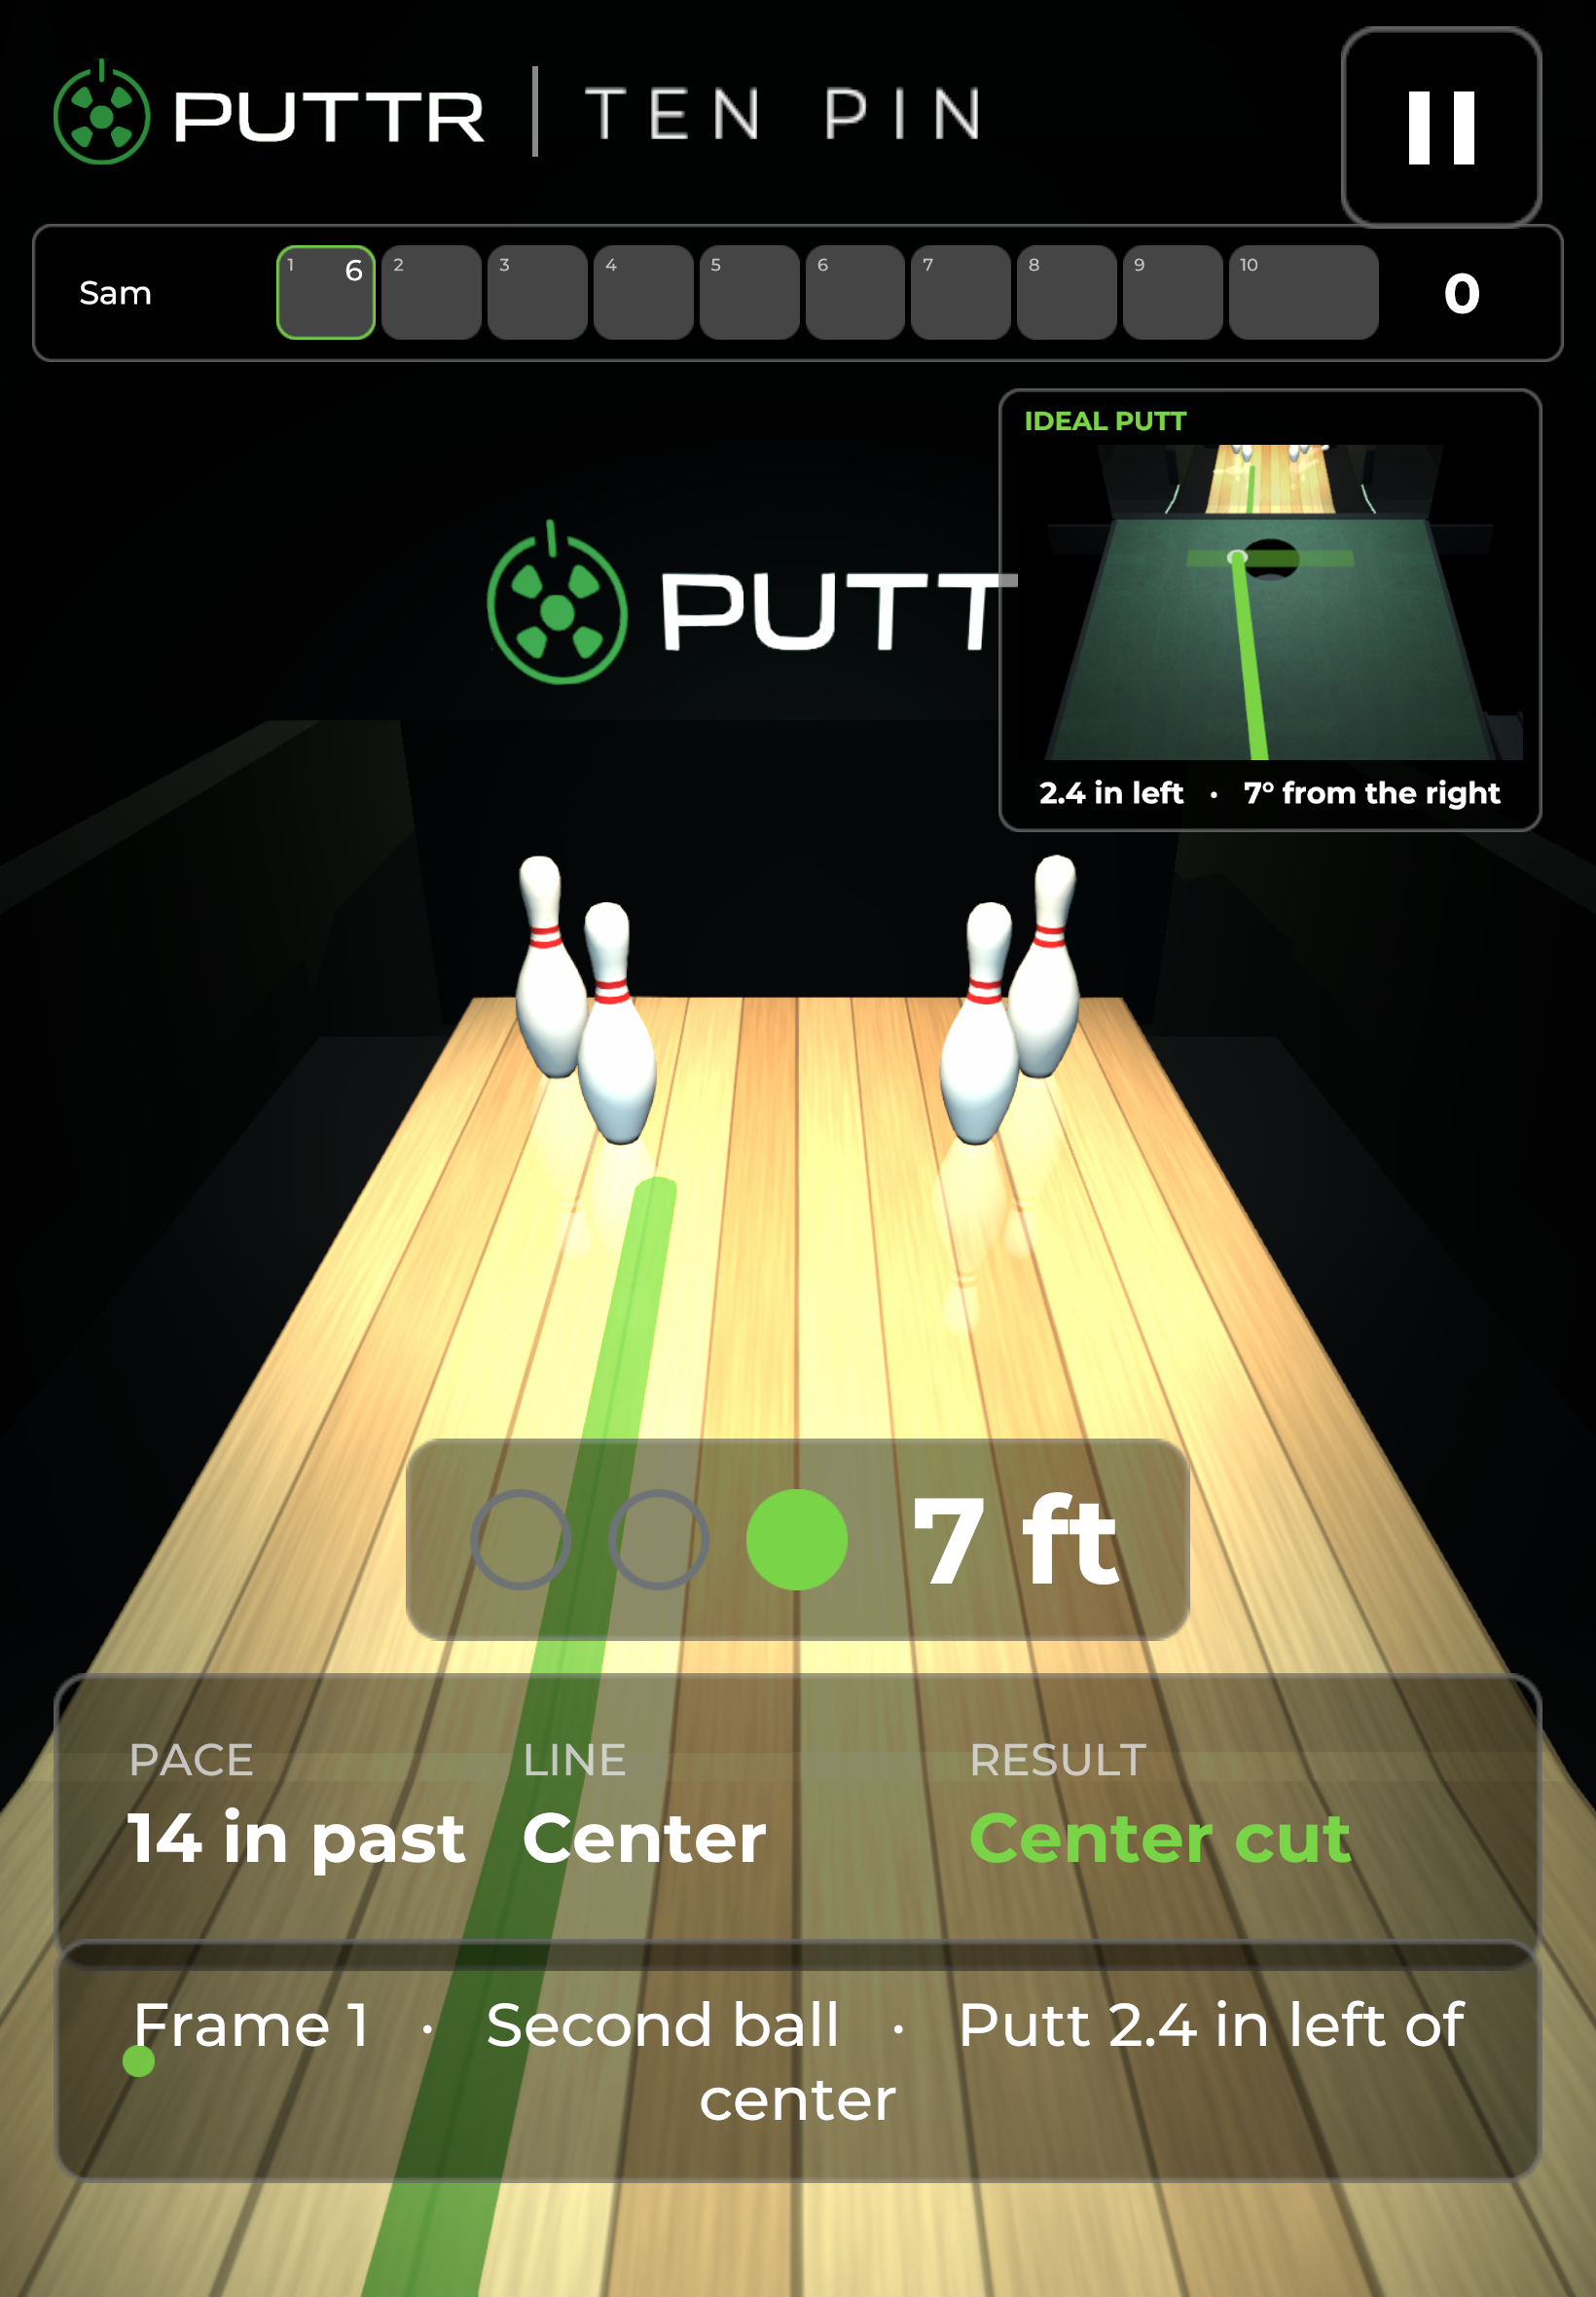 PUTTR | TEN PIN
Sam 1 6 2 3 4 5 6 7 8 9 10 0
IDEAL PUTT
PUTT
2.4 in left · 7° from the right
7 ft
PACE LINE RESULT
14 in past Center Center cut
Frame 1 · Second ball · Putt 2.4 in left of
center